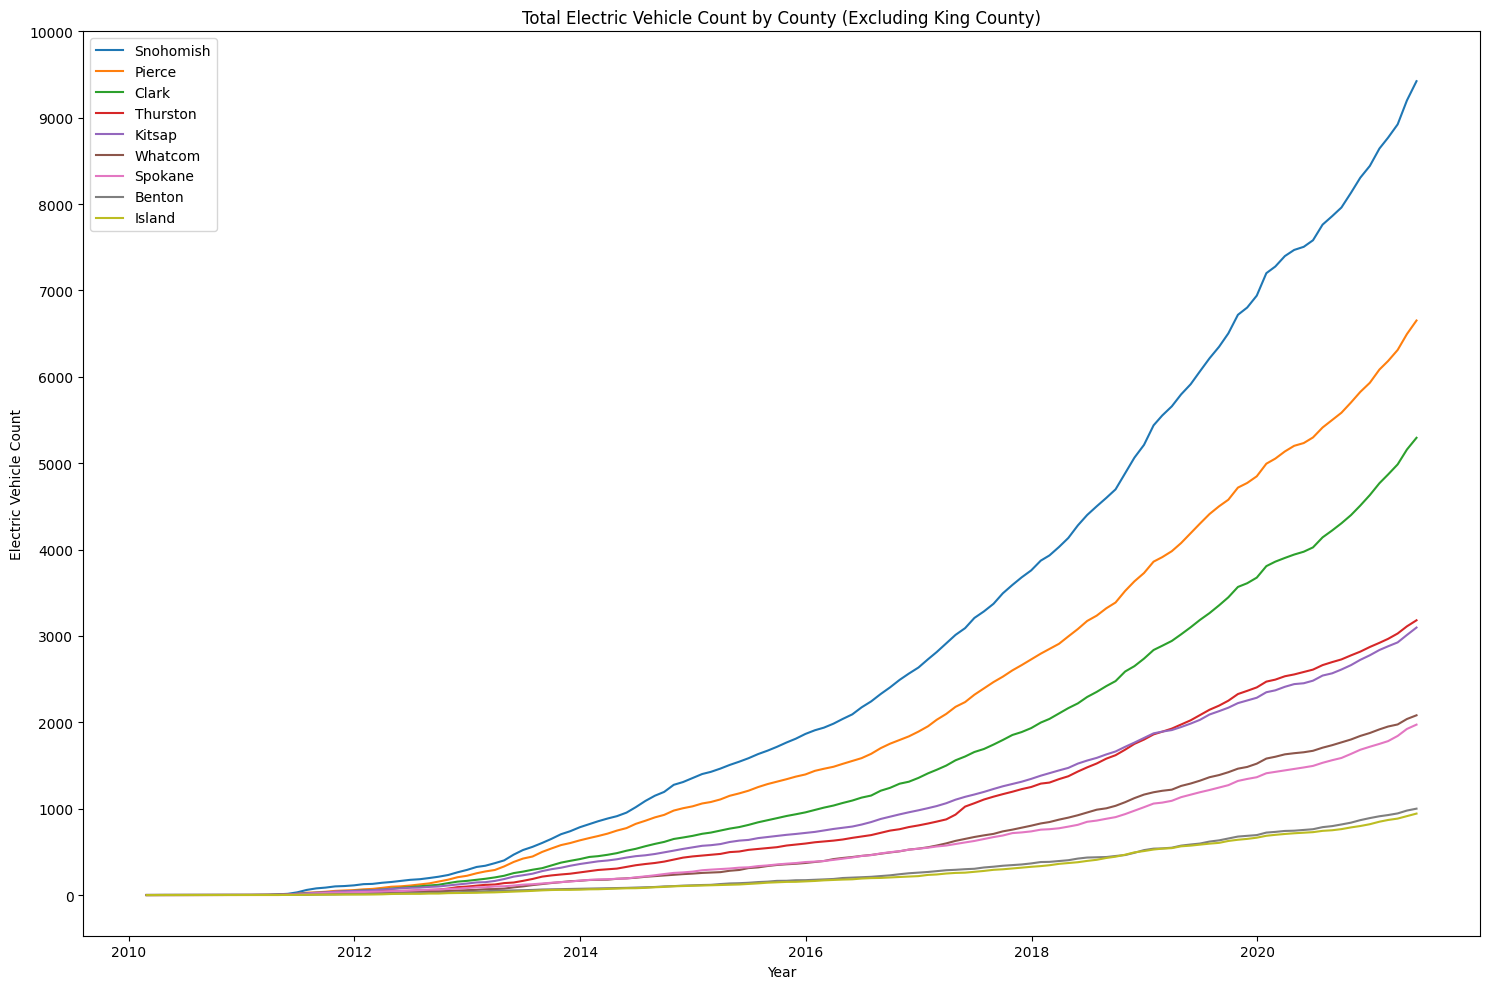 Total Electric Vehicle Count by County (Excluding King County)
10000
9000
8000
7000
6000
5000
4000
3000
2000
1000
0
Electric Vehicle Count
Snohomish
Pierce
Clark
Thurston
Kitsap
Whatcom
Spokane
Benton
Island
2010 2012 2014 2016 2018 2020
Year